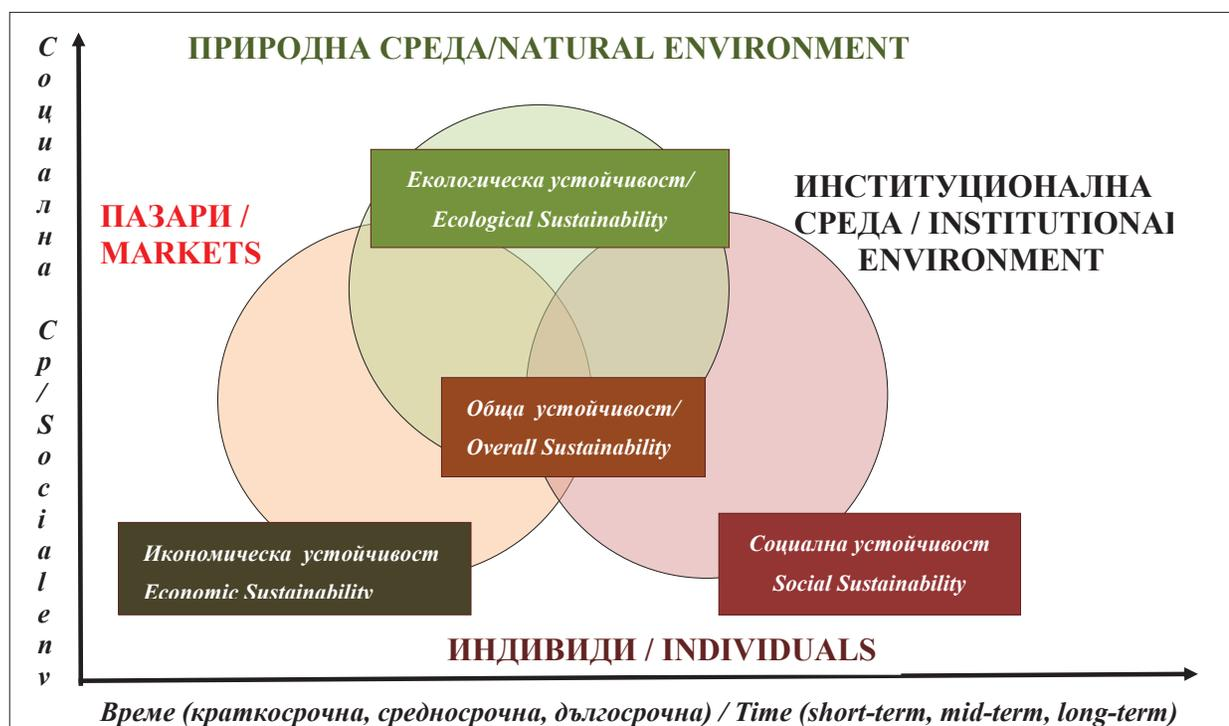 Социална Ср/Social env
ПРИРОДНА СРЕДА/NATURAL ENVIRONMENT
Екологическа устойчивост/
Ecological Sustainability
ПАЗАРИ /
MARKETS
ИНСТИТУЦИОНАЛНА
СРЕДА / INSTITUTIONAL
ENVIRONMENT
Обща устойчивост/
Overall Sustainability
Икономическа устойчивост
Economic Sustainability
Социална устойчивост
Social Sustainability
ИНДИВИДИ / INDIVIDUALS
Време (краткосрочна, средносрочна, дългосрочна) / Time (short-term, mid-term, long-term)